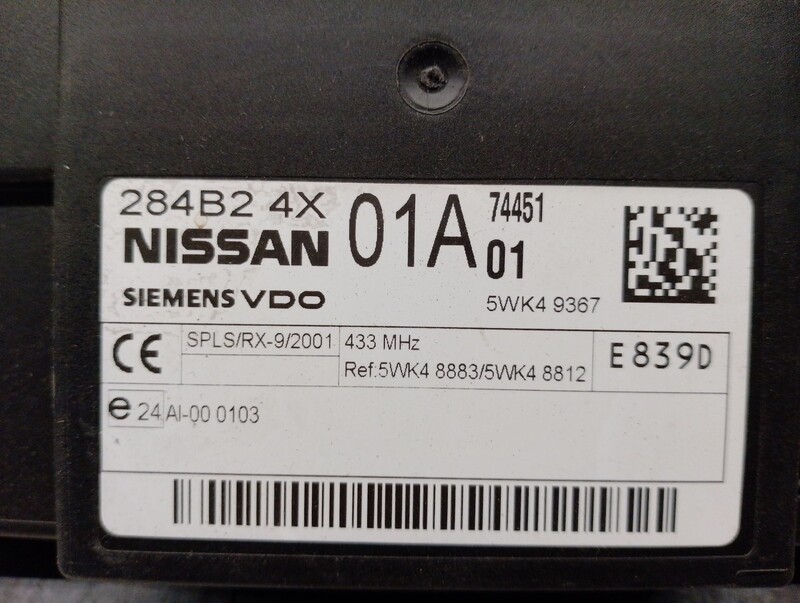 284B2 4X 01A 74451
NISSAN 01
SIEMENS VDO 5WK4 9367
CE SPLS/RX-9/2001 433 MHz E839D
Ref:5WK4 8883/5WK4 8812
e 24 AI-00 0103